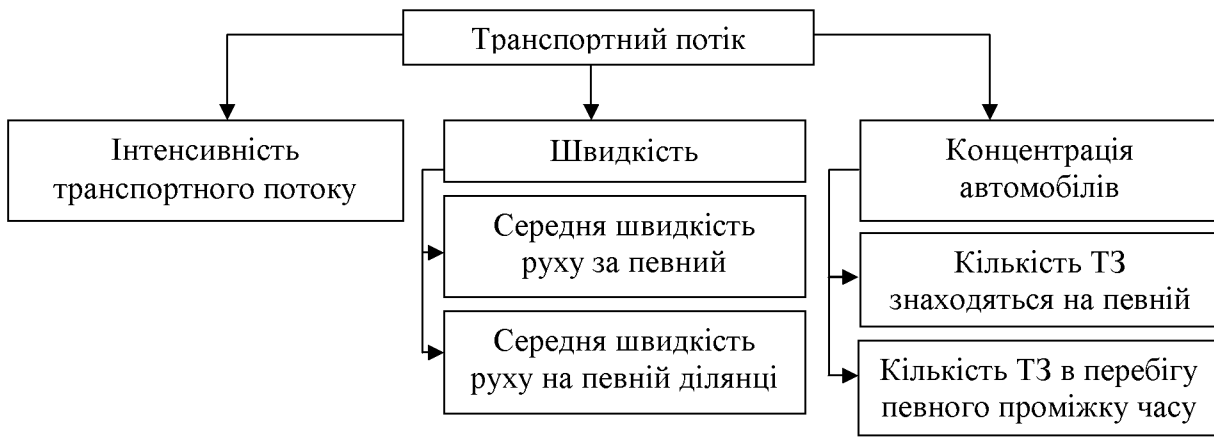 Транспортний потік
Інтенсивність
транспортного потоку
Швидкість
Середня швидкість
руху за певний
Середня швидкість
руху на певній ділянці
Концентрація
автомобілів
Кількість ТЗ
знаходяться на певній
Кількість ТЗ в перебігу
певного проміжку часу